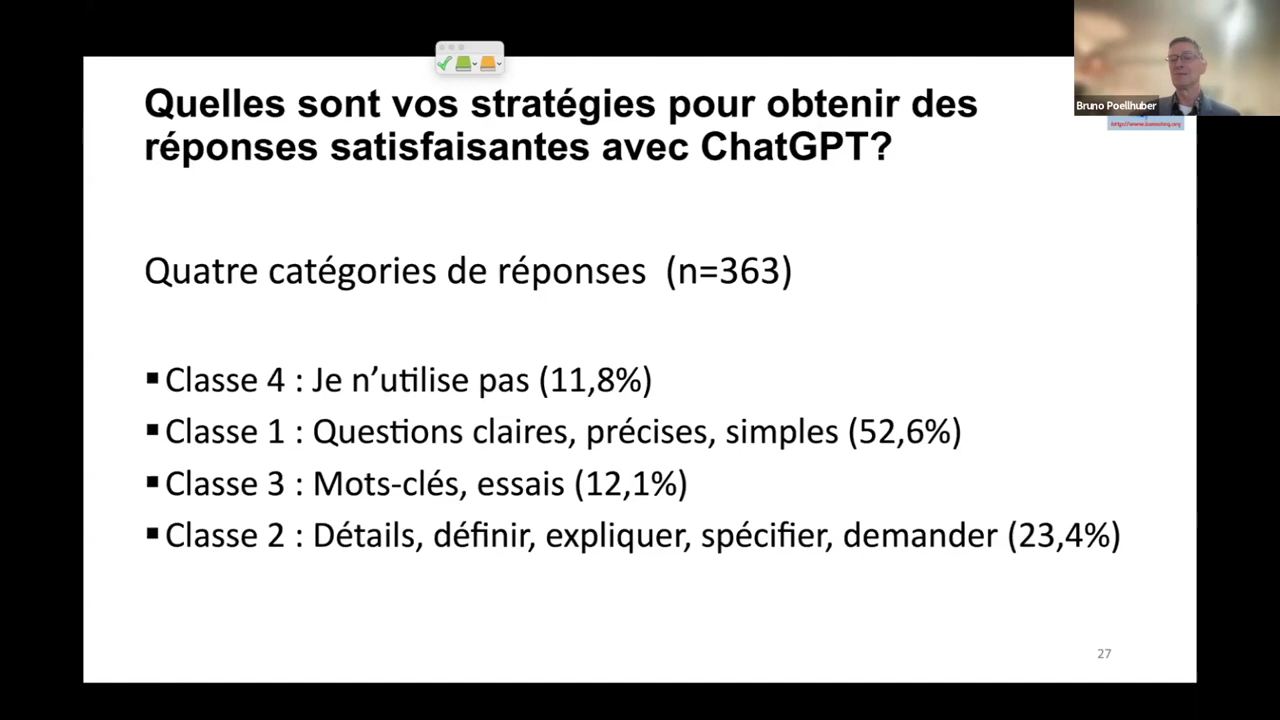 Quelles sont vos stratégies pour obtenir des
réponses satisfaisantes avec ChatGPT?
Bruno Poellhuber
Quatre catégories de réponses (n=363)
▪ Classe 4 : Je n’utilise pas (11,8%)
▪ Classe 1 : Questions claires, précises, simples (52,6%)
▪ Classe 3 : Mots-clés, essais (12,1%)
▪ Classe 2 : Détails, définir, expliquer, spécifier, demander (23,4%)
27